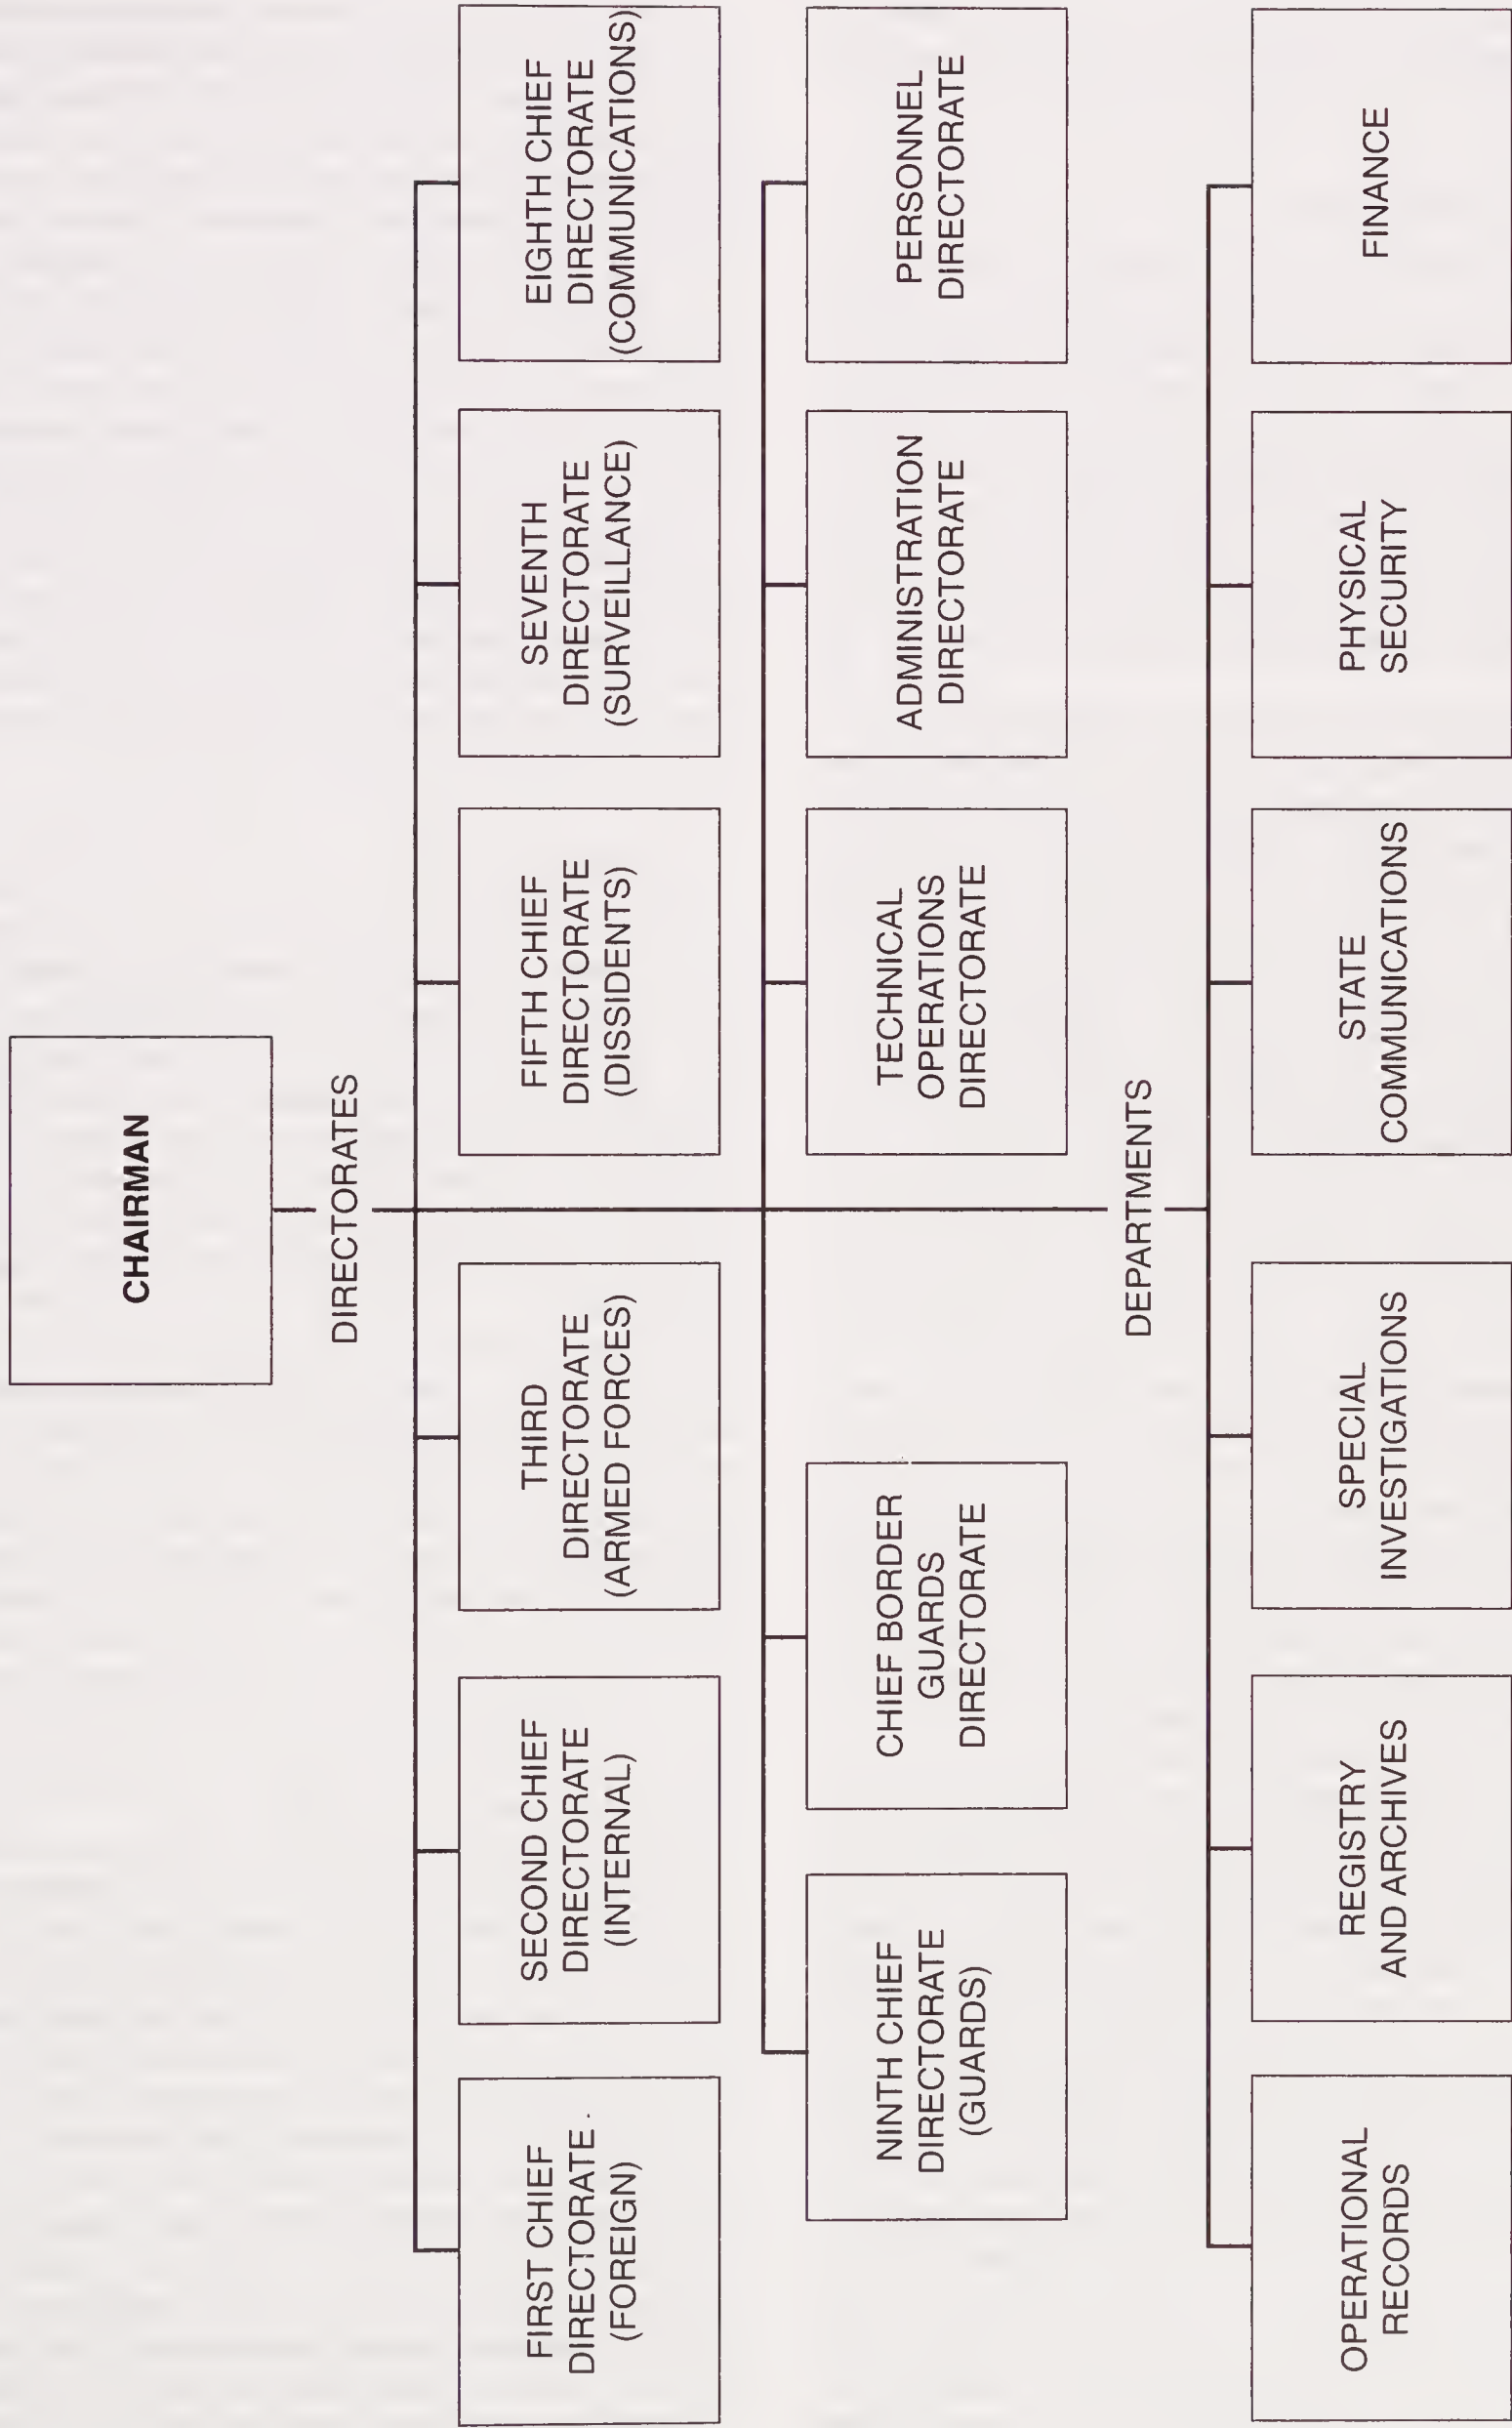 CHAIRMAN
DIRECTORATES
FIRST CHIEF
DIRECTORATE
(FOREIGN)
SECOND CHIEF
DIRECTORATE
(INTERNAL)
THIRD
DIRECTORATE
(ARMED FORCES)
FIFTH CHIEF
DIRECTORATE
(DISSIDENTS)
SEVENTH
DIRECTORATE
(SURVEILLANCE)
EIGHTH CHIEF
DIRECTORATE
(COMMUNICATIONS)
NINTH CHIEF
DIRECTORATE
(GUARDS)
CHIEF BORDER
GUARDS
DIRECTORATE
TECHNICAL
OPERATIONS
DIRECTORATE
ADMINISTRATION
DIRECTORATE
PERSONNEL
DIRECTORATE
DEPARTMENTS
OPERATIONAL
RECORDS
REGISTRY
AND ARCHIVES
SPECIAL
INVESTIGATIONS
STATE
COMMUNICATIONS
PHYSICAL
SECURITY
FINANCE